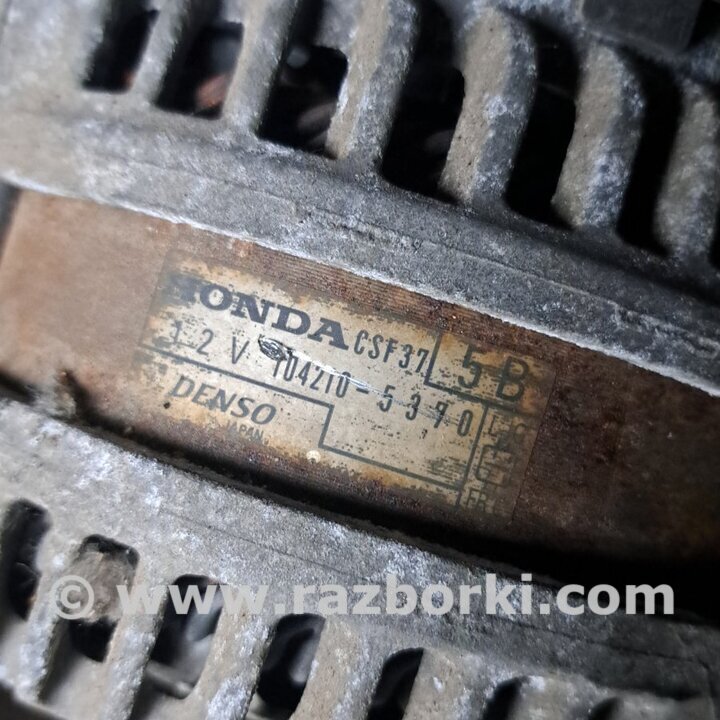 HONDA CSF37 5B
12V 104210-5390
DENSO
JAPAN
© www.razborki.com